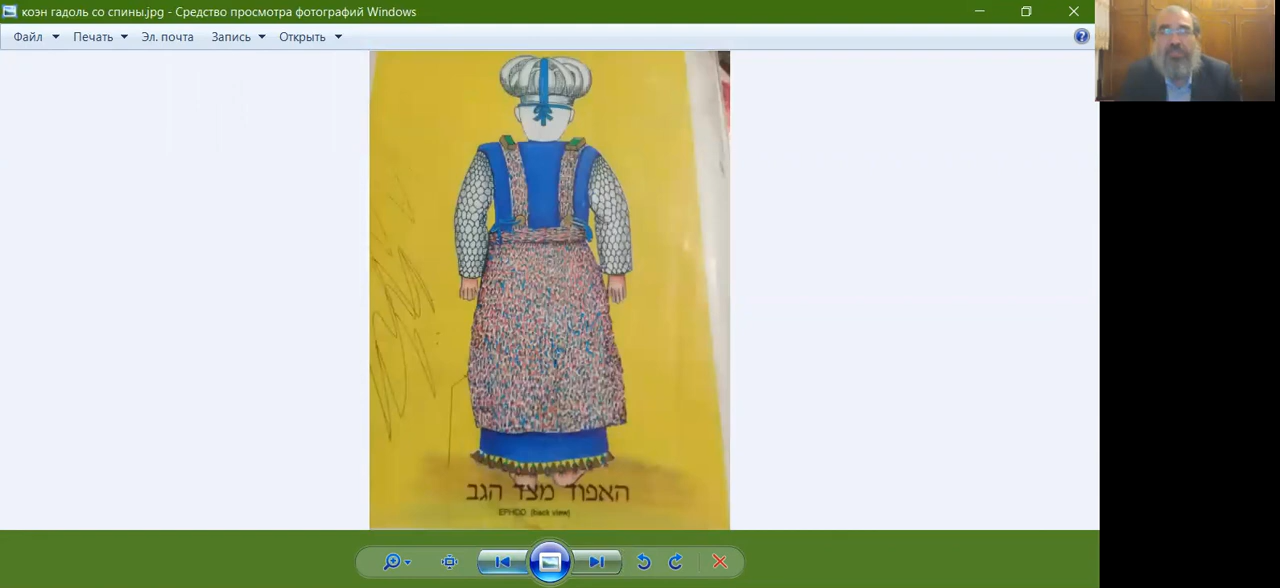 коэн гадоль со спины.jpg - Средство просмотра фотографий Windows
Файл Печать Эл. почта Запись Открыть
האפוד מצד הגב
EPHOD (back view)